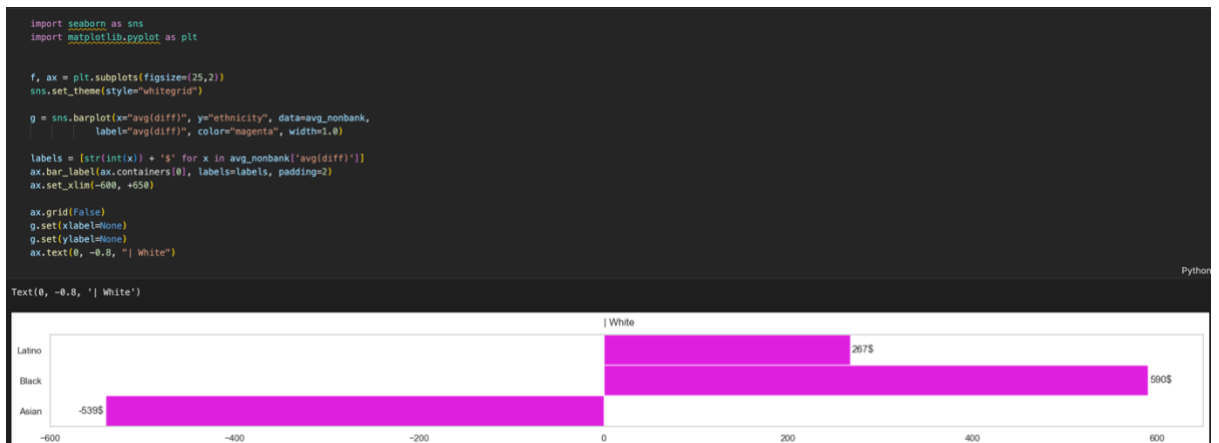 import seaborn as sns
import matplotlib.pyplot as plt
f, ax = plt.subplots(figsize=(25,2))
sns.set_theme(style="whitegrid")
g = sns.barplot(x="avg(diff)", y="ethnicity", data=avg_nonbank,
label="avg(diff)", color="magenta", width=1.0)
labels = [str(int(x)) + '$' for x in avg_nonbank['avg(diff)']]
ax.bar_label(ax.containers[0], labels=labels, padding=2)
ax.set_xlim(-600, +650)
ax.grid(False)
g.set(xlabel=None)
g.set(ylabel=None)
ax.text(0, -0.8, "| White")
Python
Text(0, -0.8, '| White')
| White
Latino 267$
Black 590$
Asian -539$
−600 −400 −200 0 200 400 600